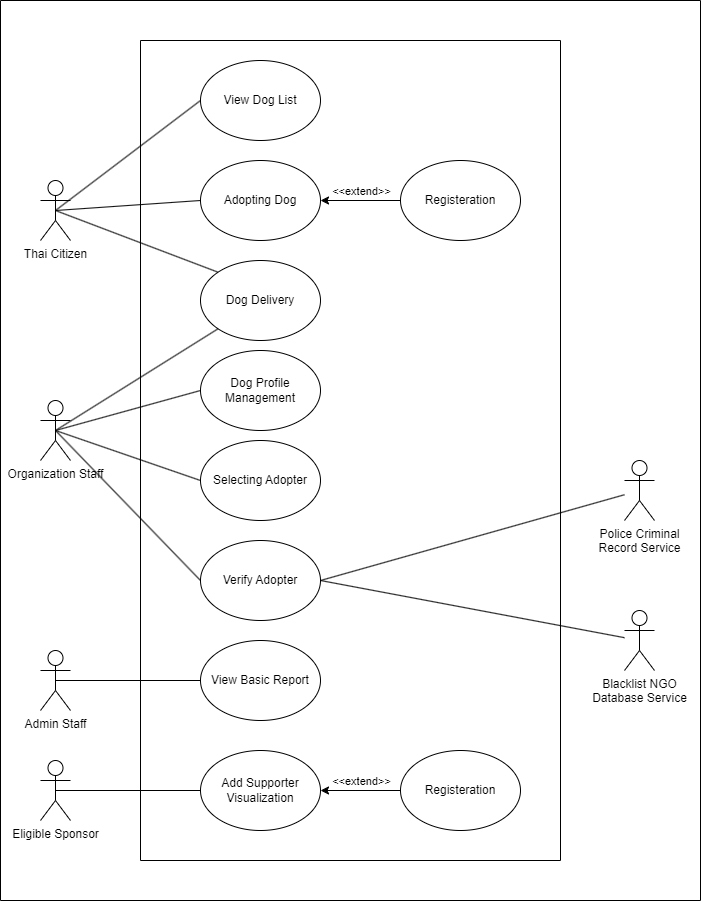 View Dog List
Adopting Dog
<<extend>>
Registeration
Thai Citizen
Dog Delivery
Dog Profile
Management
Organization Staff
Selecting Adopter
Police Criminal
Record Service
Verify Adopter
View Basic Report
Blacklist NGO
Database Service
Admin Staff
Add Supporter
Visualization
<<extend>>
Registeration
Eligible Sponsor